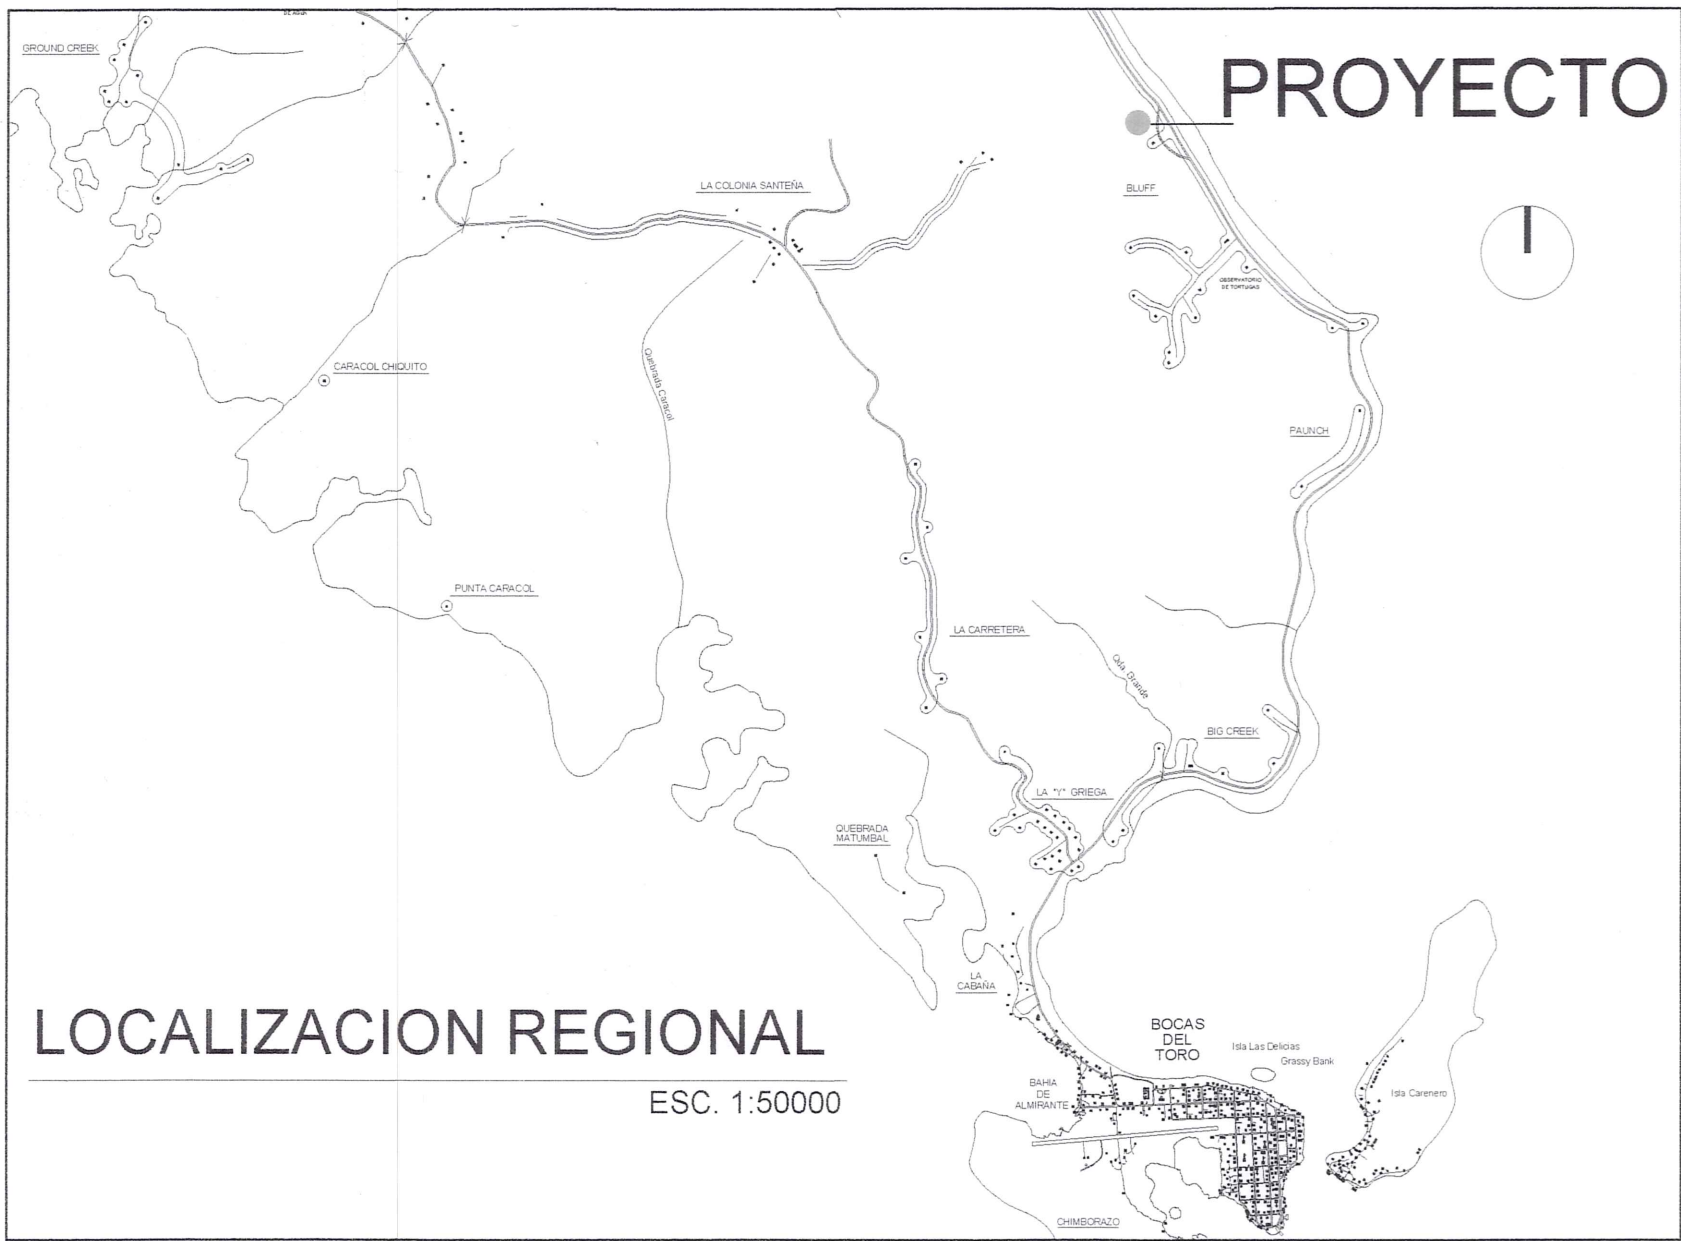 DE AGUA
GROUND CREEK
PROYECTO
LA COLONIA SANTEÑA
BLUFF
OBSERVATORIO
DE TORTUGAS
CARACOL CHIQUITO
Quebrada Caracol
PAUNCH
PUNTA CARACOL
LA CARRETERA
Qda. Grande
BIG CREEK
LA "Y" GRIEGA
QUEBRADA
MATUMBAL
LA
CABAÑA
LOCALIZACION REGIONAL
ESC. 1:50000
BOCAS
DEL
TORO
Isla Las Delicias
Grassy Bank
BAHIA
DE
ALMIRANTE
Isla Carenero
CHIMBORAZO